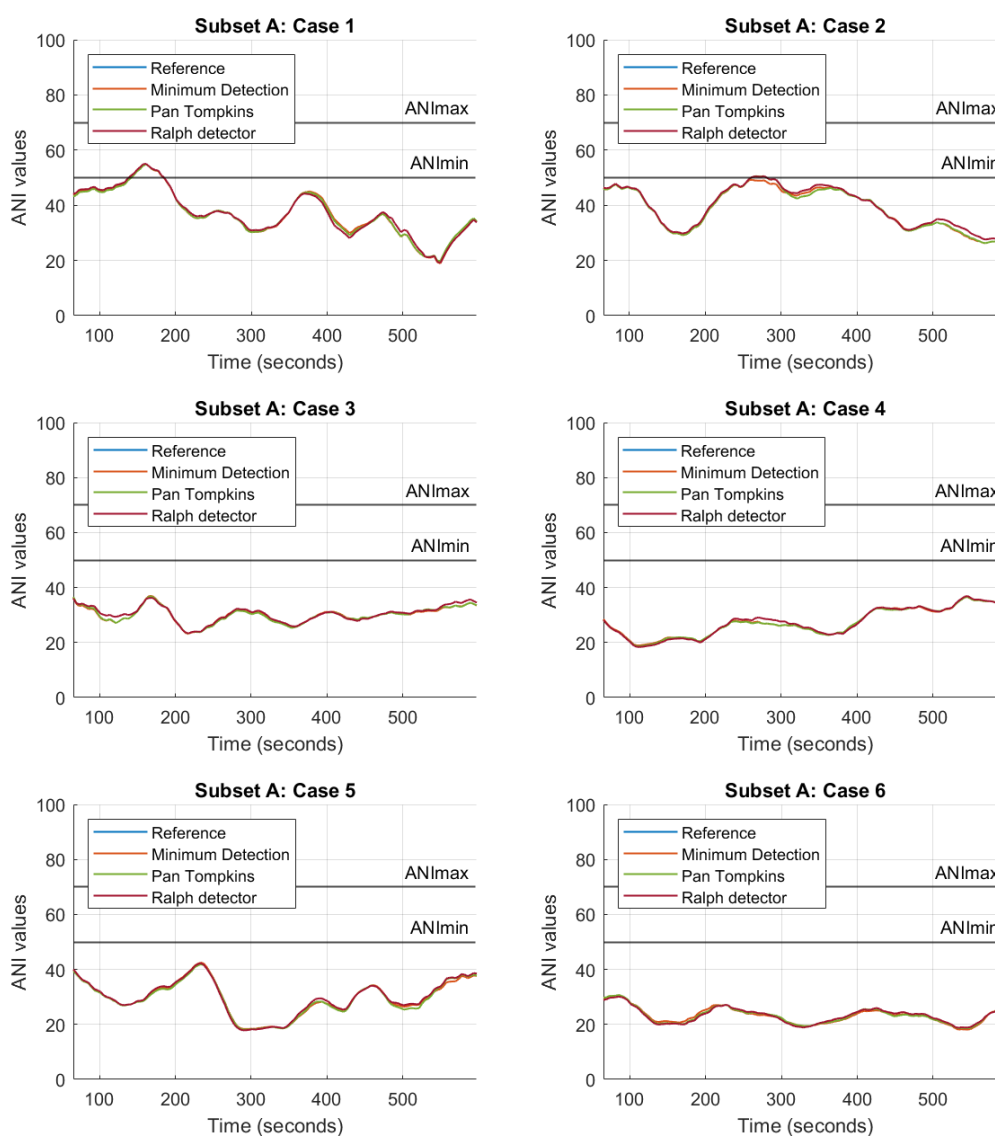 Subset A: Case 1
100
80
60
40
20
0
ANI values
Reference
Minimum Detection
Pan Tompkins
Ralph detector
ANImax
ANImin
100 200 300 400 500
Time (seconds)
Subset A: Case 2
100
80
60
40
20
0
ANI values
Reference
Minimum Detection
Pan Tompkins
Ralph detector
ANImax
ANImin
100 200 300 400 500
Time (seconds)
Subset A: Case 3
100
80
60
40
20
0
ANI values
Reference
Minimum Detection
Pan Tompkins
Ralph detector
ANImax
ANImin
100 200 300 400 500
Time (seconds)
Subset A: Case 4
100
80
60
40
20
0
ANI values
Reference
Minimum Detection
Pan Tompkins
Ralph detector
ANImax
ANImin
100 200 300 400 500
Time (seconds)
Subset A: Case 5
100
80
60
40
20
0
ANI values
Reference
Minimum Detection
Pan Tompkins
Ralph detector
ANImax
ANImin
100 200 300 400 500
Time (seconds)
Subset A: Case 6
100
80
60
40
20
0
ANI values
Reference
Minimum Detection
Pan Tompkins
Ralph detector
ANImax
ANImin
100 200 300 400 500
Time (seconds)